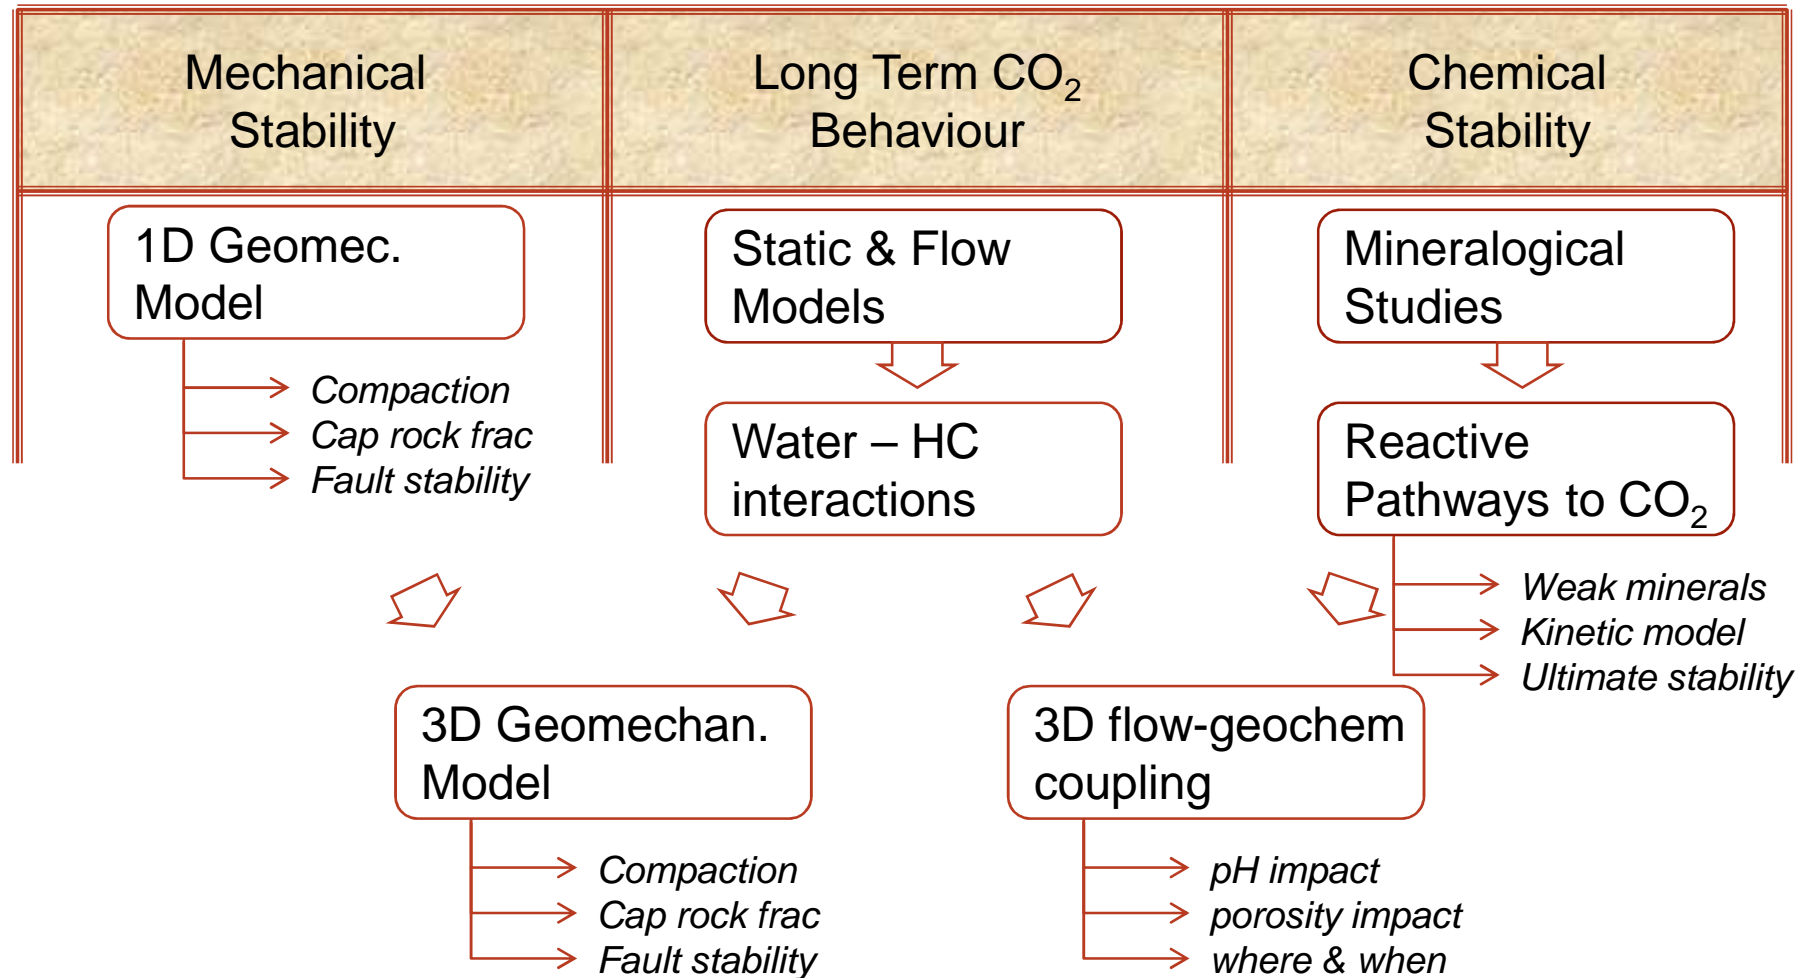 Mechanical
Stability
Long Term CO₂
Behaviour
Chemical
Stability
1D Geomec.
Model
Compaction
Cap rock frac
Fault stability
Static & Flow
Models
Water – HC
interactions
Mineralogical
Studies
Reactive
Pathways to CO₂
Weak minerals
Kinetic model
Ultimate stability
3D Geomechan.
Model
Compaction
Cap rock frac
Fault stability
3D flow-geochem
coupling
pH impact
porosity impact
where & when